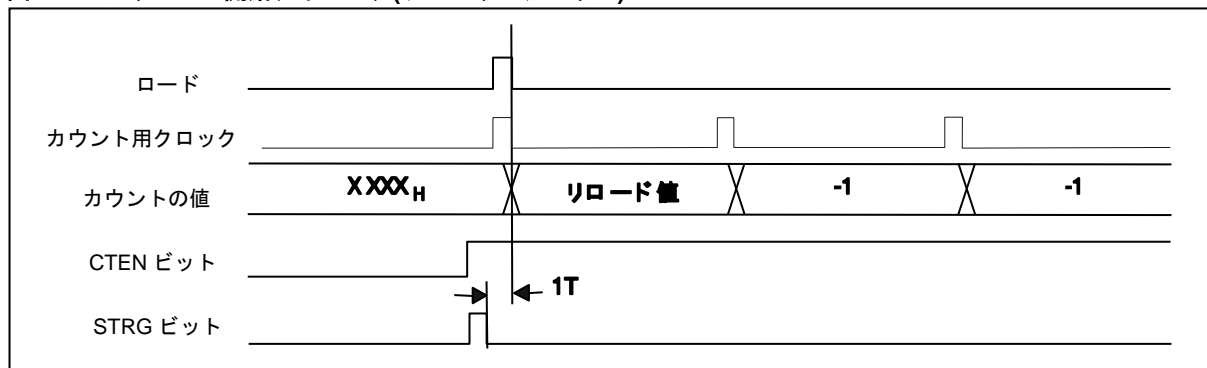 ロード
カウント用クロック
カウントの値
XXXX H リロード値 -1 -1
CTEN ビット
1T
STRG ビット